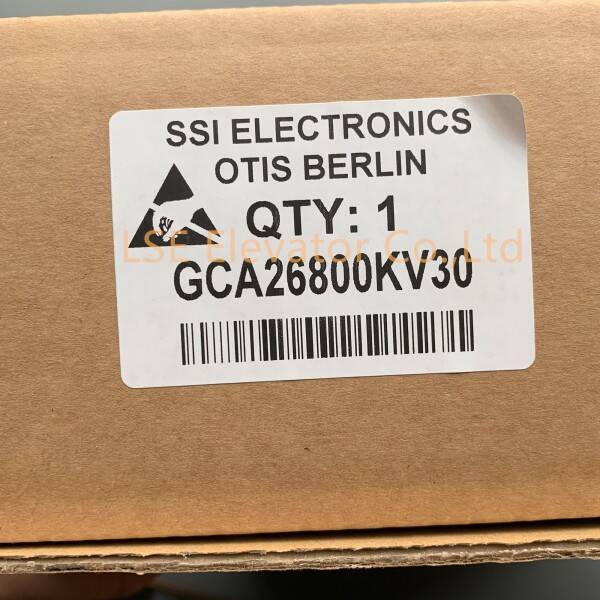 SSI ELECTRONICS
OTIS BERLIN
QTY: 1
LSE Elevator Co.,Ltd
GCA26800KV30